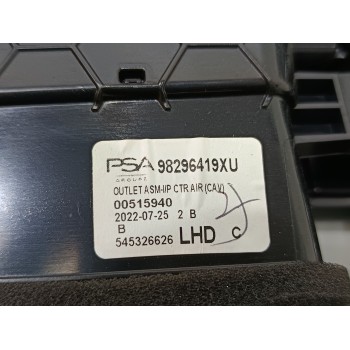 PSA 98296419XU
GROUPE
OUTLET ASM-I/P CTR AIR (CAV)
00515940
2022-07-25 2 B
B
545326626 LHD C